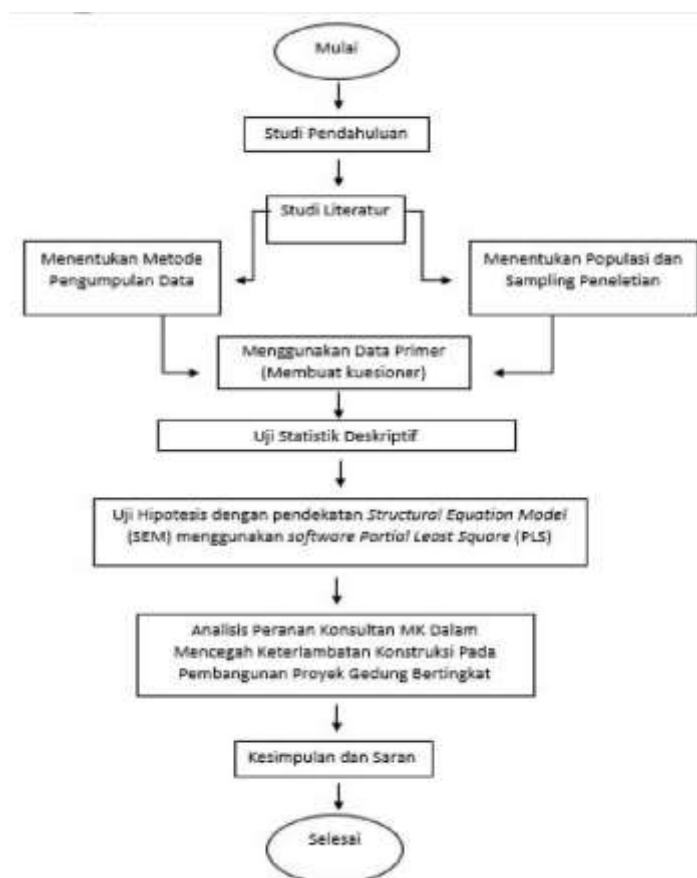 Mulai
Studi Pendahuluan
Studi Literatur
Menentukan Metode
Pengumpulan Data
Menentukan Populasi dan
Sampling Peneletian
Menggunakan Data Primer
(Membuat kuesioner)
Uji Statistik Deskriptif
Uji Hipotesis dengan pendekatan Structural Equation Model
(SEM) menggunakan software Partial Least Square (PLS)
Analisis Peranan Konsultan MK Dalam
Mencegah Keterlambatan Konstruksi Pada
Pembangunan Proyek Gedung Bertingkat
Kesimpulan dan Saran
Selesai